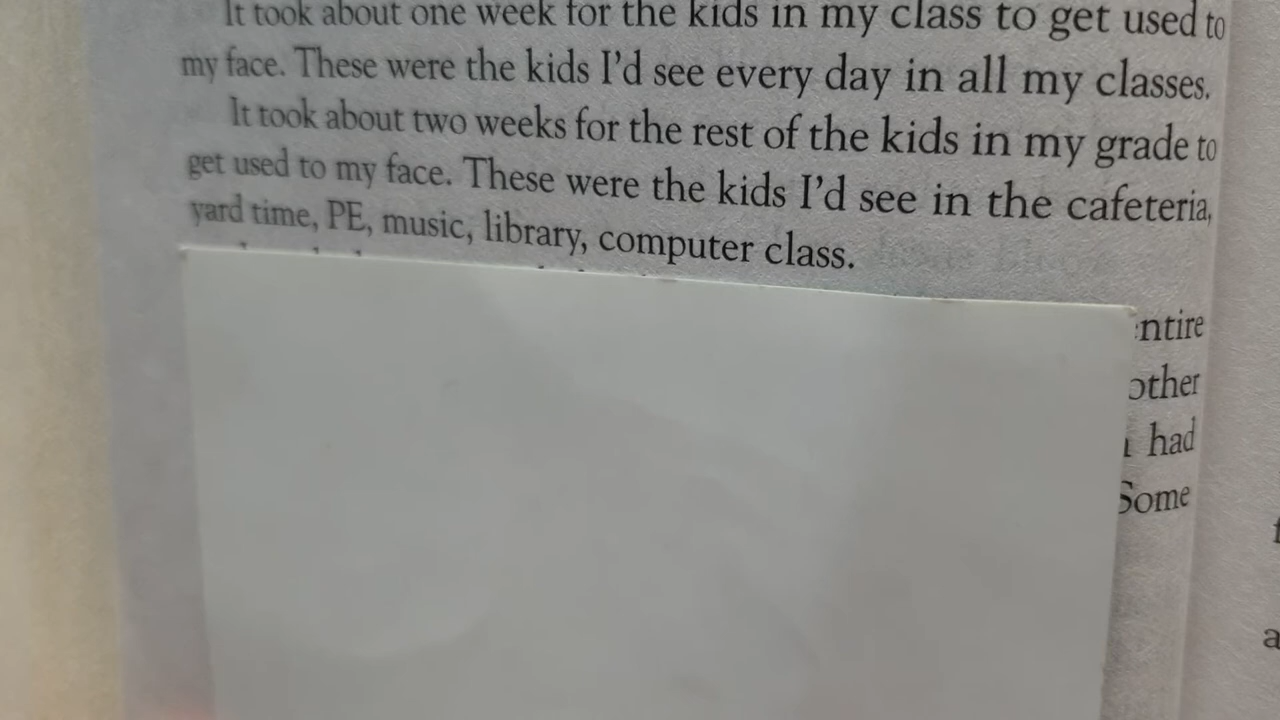 It took about one week for the kids in my class to get used to
my face. These were the kids I’d see every day in all my classes.
It took about two weeks for the rest of the kids in my grade to
get used to my face. These were the kids I’d see in the cafeteria,
yard time, PE, music, library, computer class.
other
had
Some